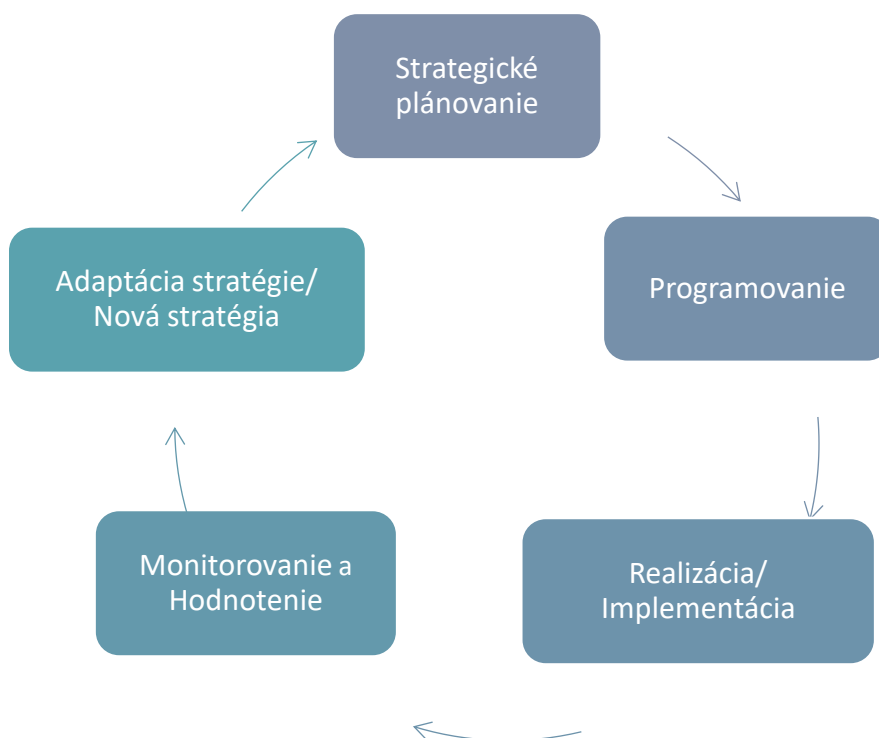 Strategické
plánovanie
Programovanie
Realizácia/
Implementácia
Monitorovanie a
Hodnotenie
Adaptácia stratégie/
Nová stratégia